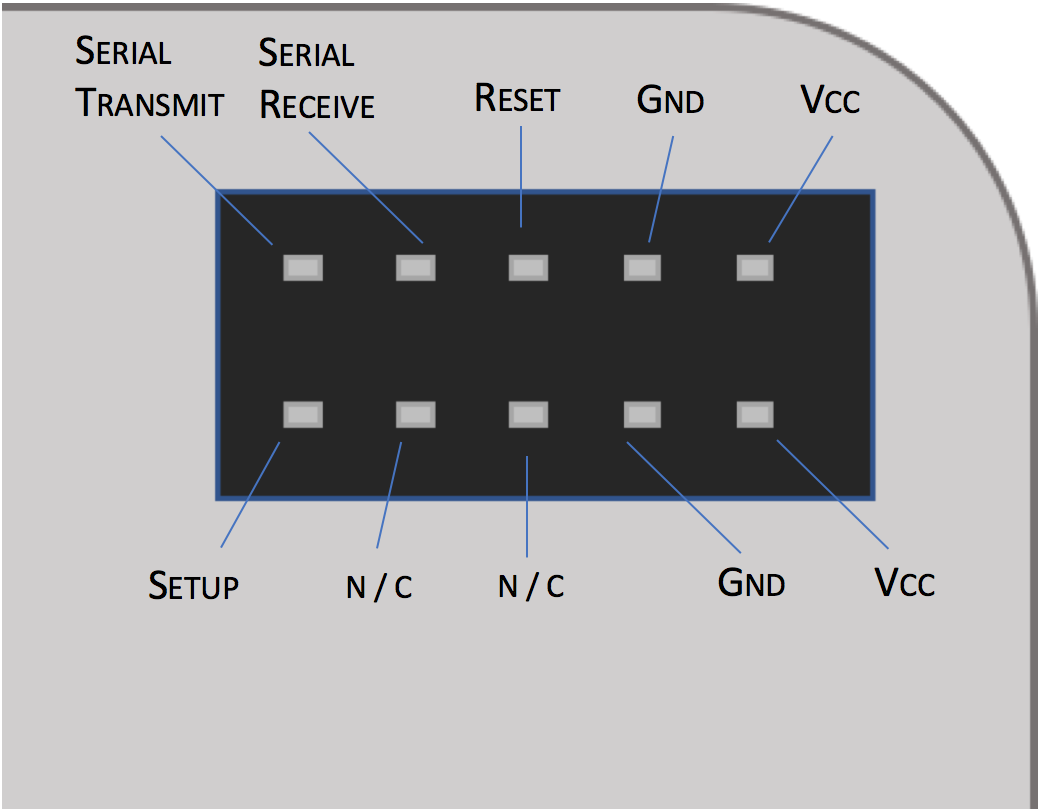 SERIAL
TRANSMIT
SERIAL
RECEIVE
RESET
GND
VCC
SETUP
N / C
N / C
GND
VCC